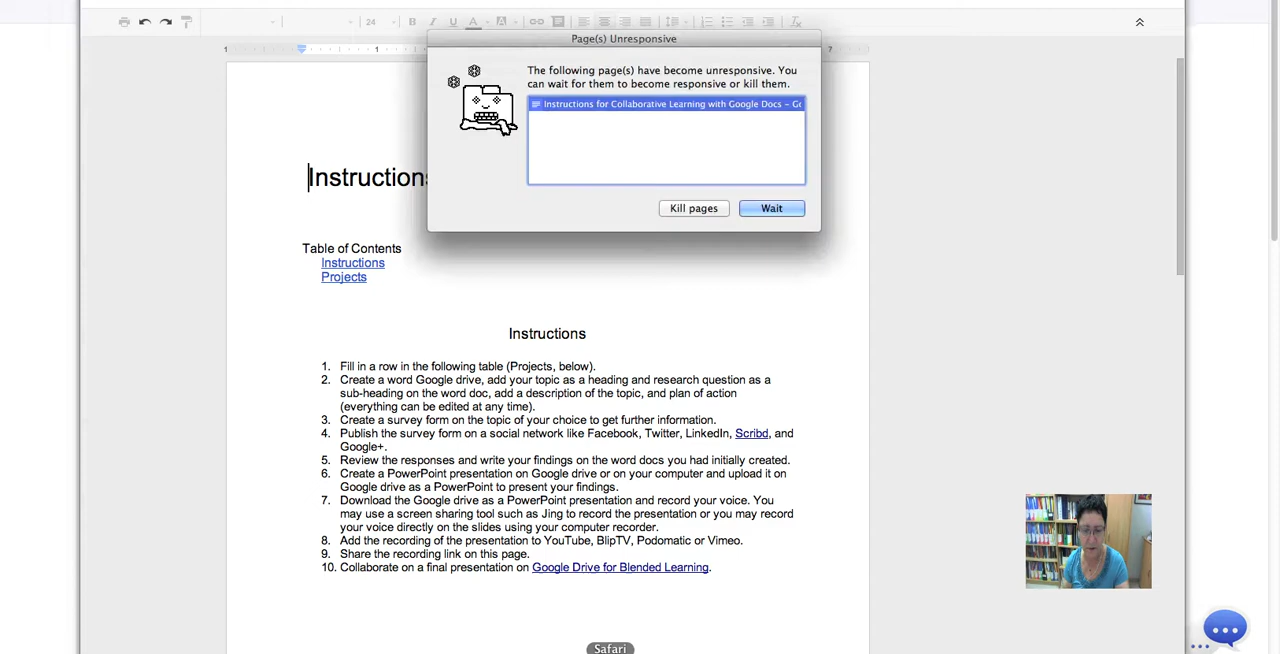 24
B I U A A
Page(s) Unresponsive
1 1 7
The following page(s) have become unresponsive. You
can wait for them to become responsive or kill them.
Instructions for Collaborative Learning with Google Docs – Go
Kill pages Wait
Instructions
Table of Contents
Instructions
Projects
Instructions
1. Fill in a row in the following table (Projects, below).
2. Create a word Google drive, add your topic as a heading and research question as a
sub-heading on the word doc, add a description of the topic, and plan of action
(everything can be edited at any time).
3. Create a survey form on the topic of your choice to get further information.
4. Publish the survey form on a social network like Facebook, Twitter, LinkedIn, Scribd, and
Google+.
5. Review the responses and write your findings on the word docs you had initially created.
6. Create a PowerPoint presentation on Google drive or on your computer and upload it on
Google drive as a PowerPoint to present your findings.
7. Download the Google drive as a PowerPoint presentation and record your voice. You
may use a screen sharing tool such as Jing to record the presentation or you may record
your voice directly on the slides using your computer recorder.
8. Add the recording of the presentation to YouTube, BlipTV, Podomatic or Vimeo.
9. Share the recording link on this page.
10. Collaborate on a final presentation on Google Drive for Blended Learning.
Safari